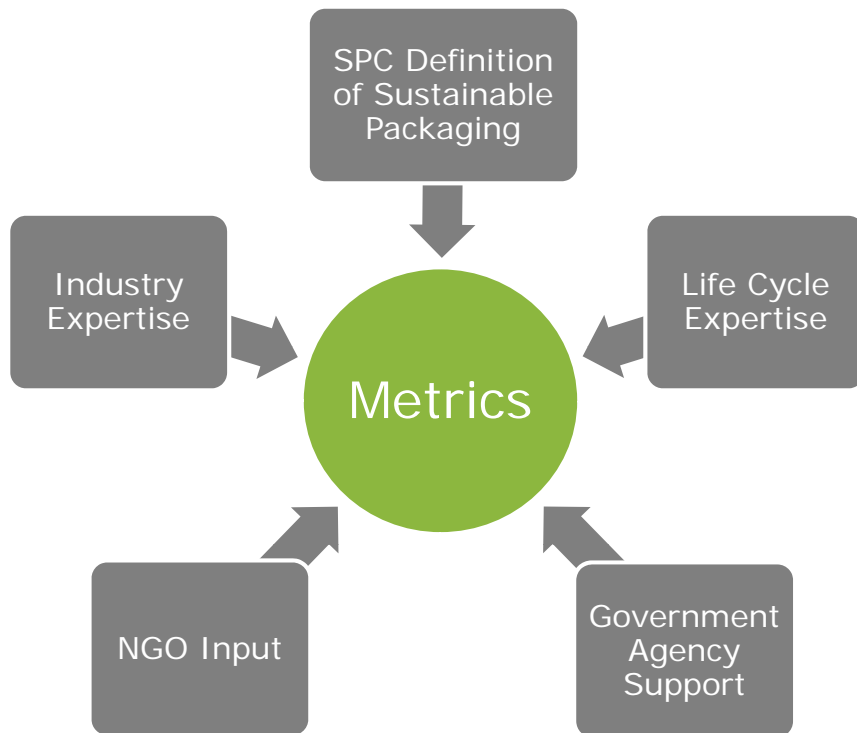 SPC Definition
of Sustainable
Packaging
Industry
Expertise
Life Cycle
Expertise
Metrics
NGO Input
Government
Agency
Support